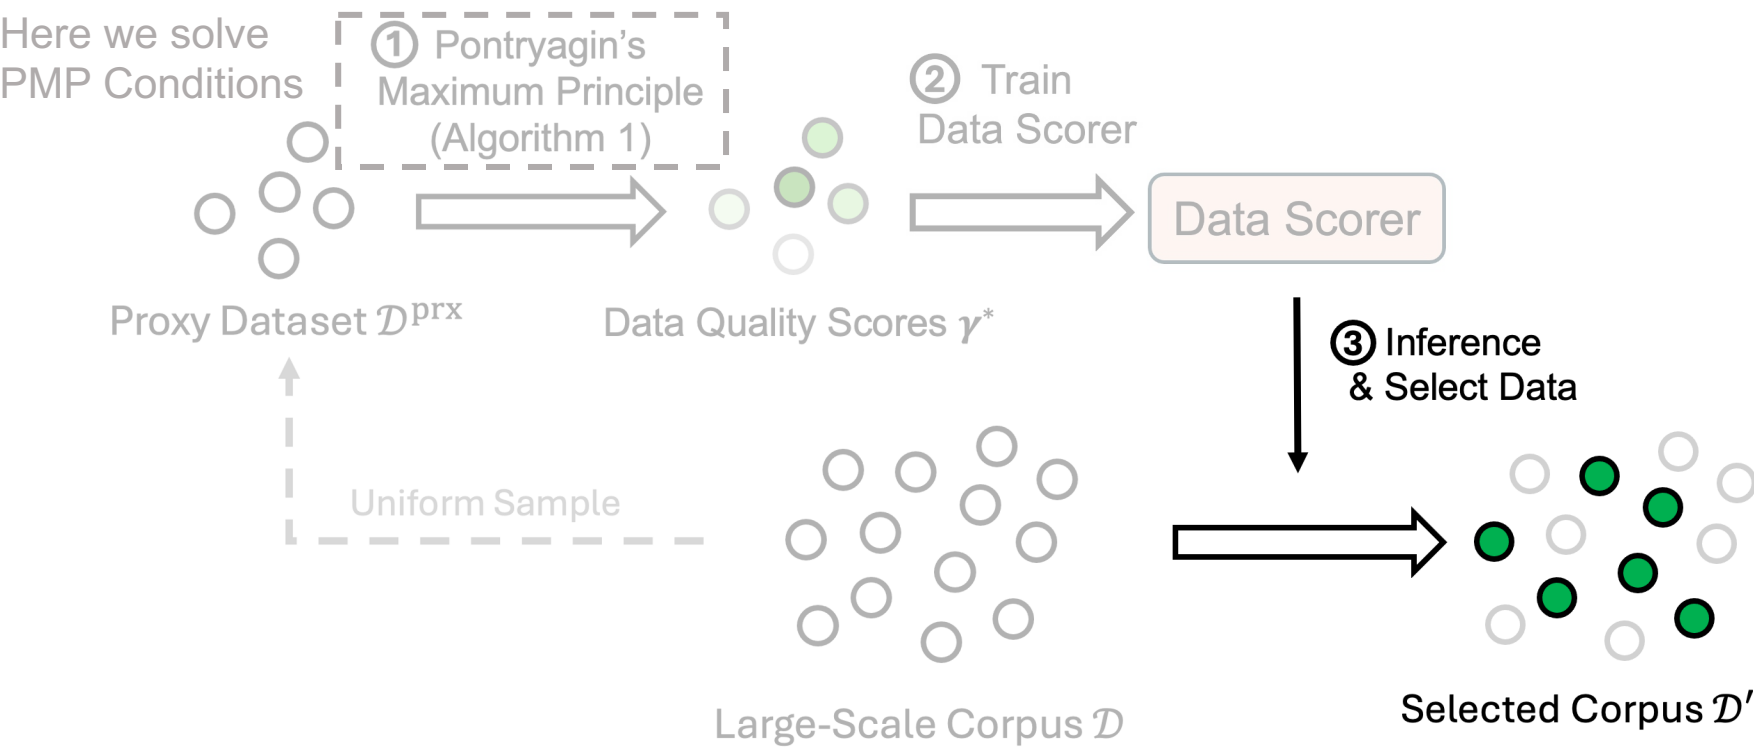 Here we solve
PMP Conditions
① Pontryagin's
Maximum Principle
(Algorithm 1)
② Train
Data Scorer
Data Scorer
Proxy Dataset 𝒟ᵖʳˣ
Data Quality Scores γ*
③ Inference
& Select Data
Uniform Sample
Large-Scale Corpus 𝒟
Selected Corpus 𝒟′